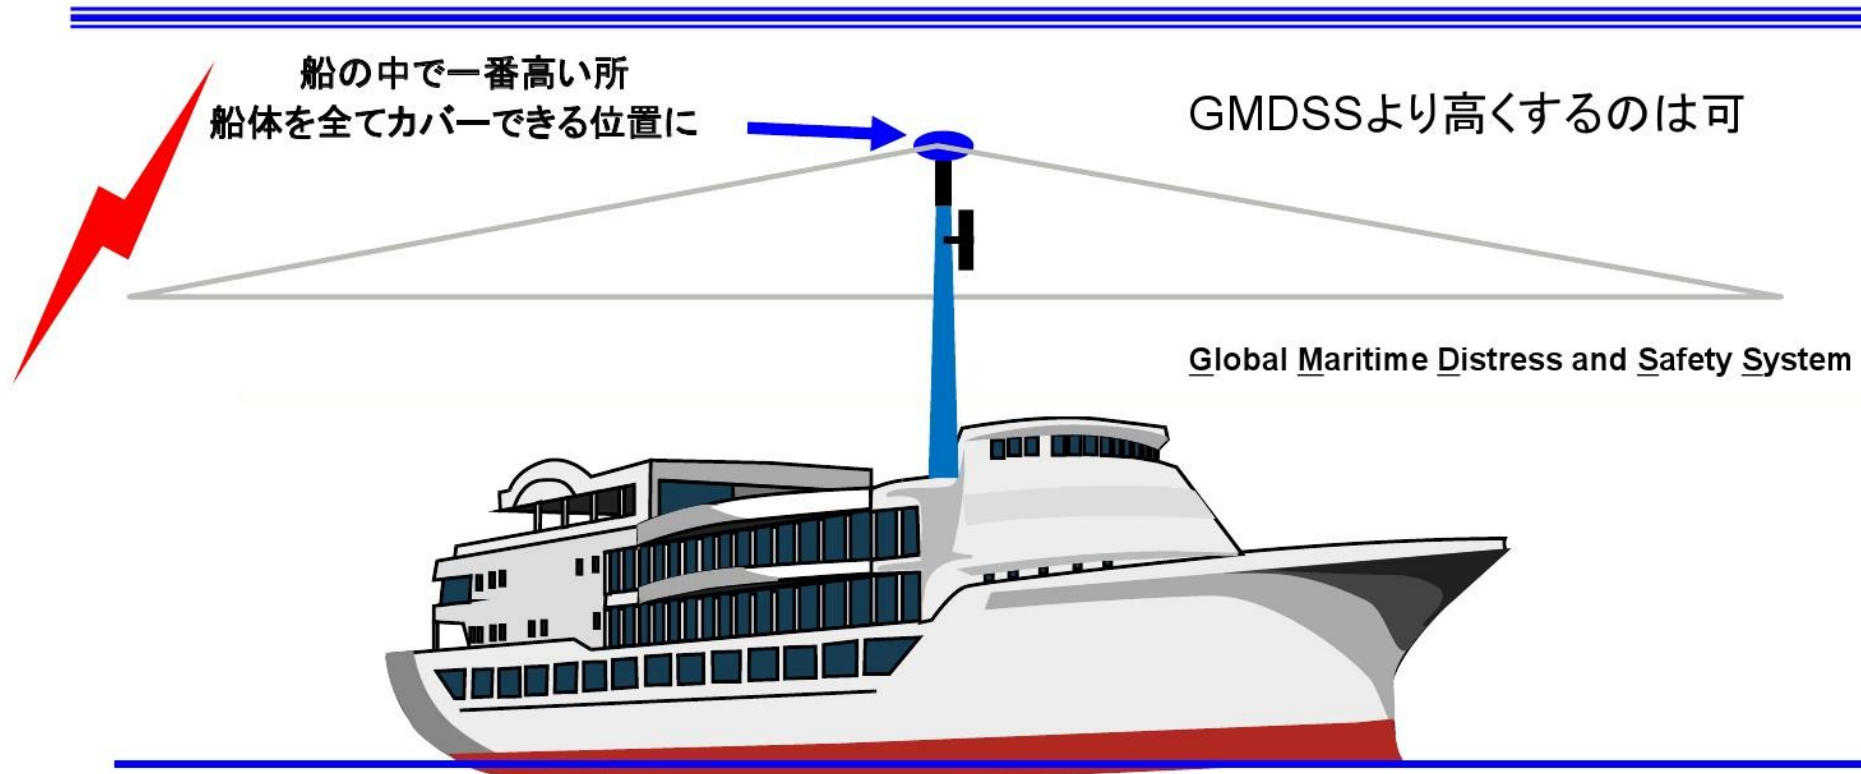 船の中で一番高い所
船体を全てカバーできる位置に
GMDSSより高くするのは可
Global Maritime Distress and Safety System